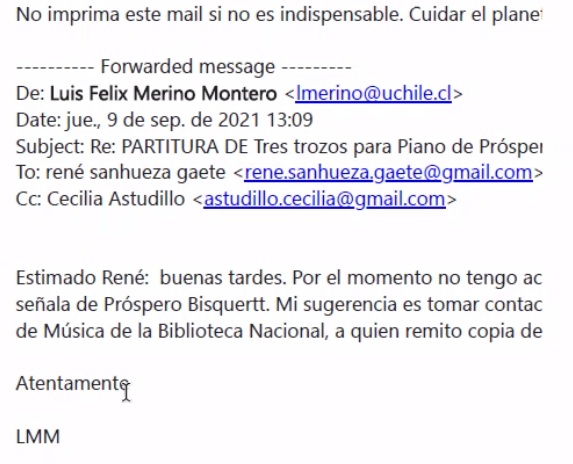 No imprima este mail si no es indispensable. Cuidar el planet
---------- Forwarded message ---------
De: Luis Felix Merino Montero <lmerino@uchile.cl>
Date: jue., 9 de sep. de 2021 13:09
Subject: Re: PARTITURA DE Tres trozos para Piano de Prósper
To: rené sanhueza gaete <rene.sanhueza.gaete@gmail.com>
Cc: Cecilia Astudillo <astudillo.cecilia@gmail.com>
Estimado René:  buenas tardes. Por el momento no tengo ac
señala de Próspero Bisquertt. Mi sugerencia es tomar contac
de Música de la Biblioteca Nacional, a quien remito copia de
Atentamente
LMM